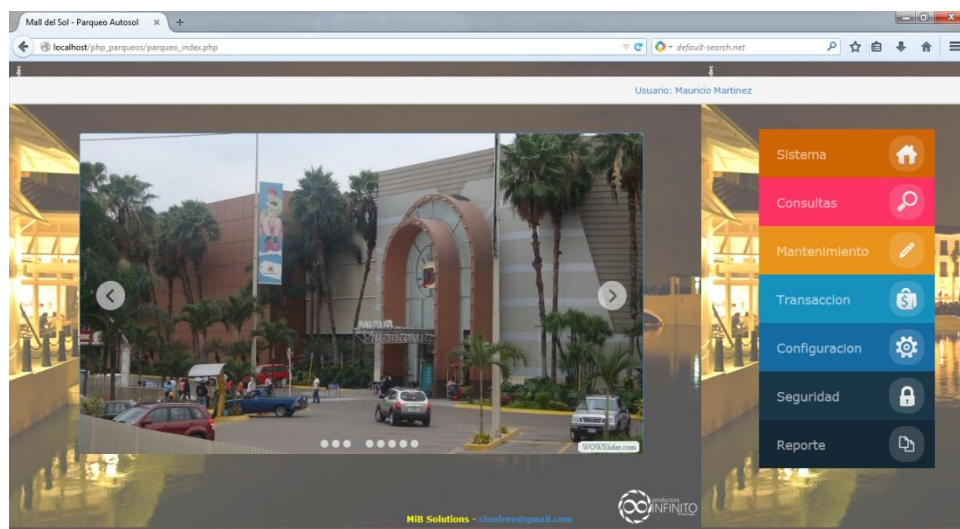 Mall del Sol - Parqueo Autosol
localhost/php_parqueos/parqueo_index.php
default-search.net
Usuario: Mauricio Martinez
Sistema
Consultas
Mantenimiento
Transaccion
Configuracion
Seguridad
Reporte
WOWSlider.com
productora
INFINITO
MiB Solutions - cleofree@gmail.com